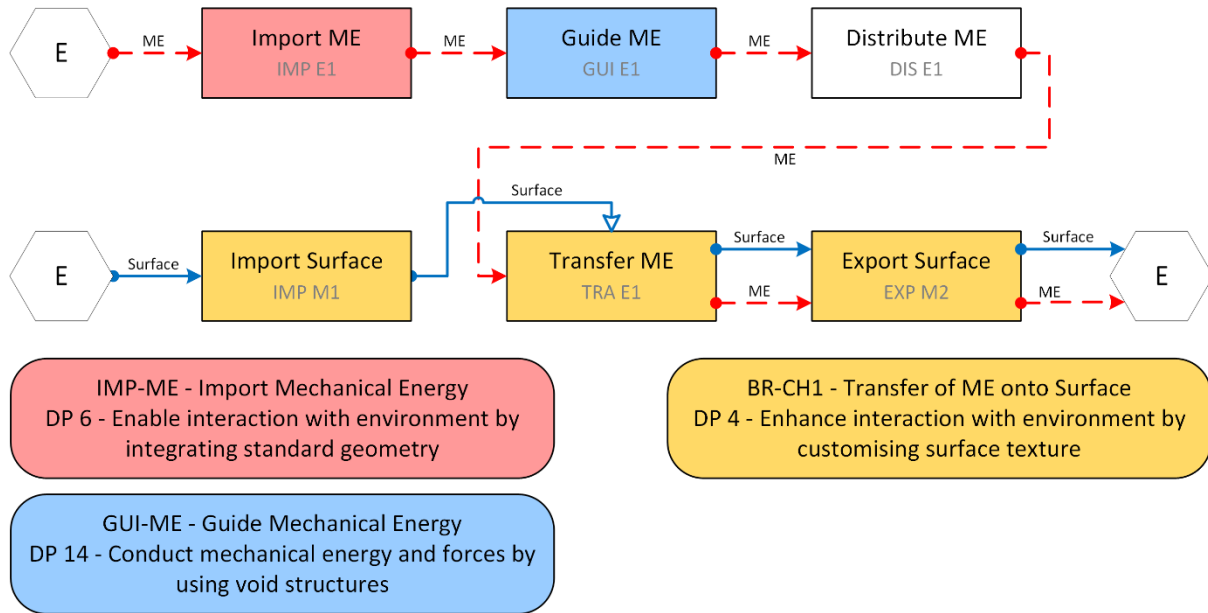 E
ME
Import ME
IMP E1
ME
Guide ME
GUI E1
ME
Distribute ME
DIS E1
ME
Surface
E
Surface
Import Surface
IMP M1
Transfer ME
TRA E1
Surface
ME
Export Surface
EXP M2
Surface
ME
E
IMP-ME - Import Mechanical Energy
DP 6 - Enable interaction with environment by
integrating standard geometry
BR-CH1 - Transfer of ME onto Surface
DP 4 - Enhance interaction with environment by
customising surface texture
GUI-ME - Guide Mechanical Energy
DP 14 - Conduct mechanical energy and forces by
using void structures